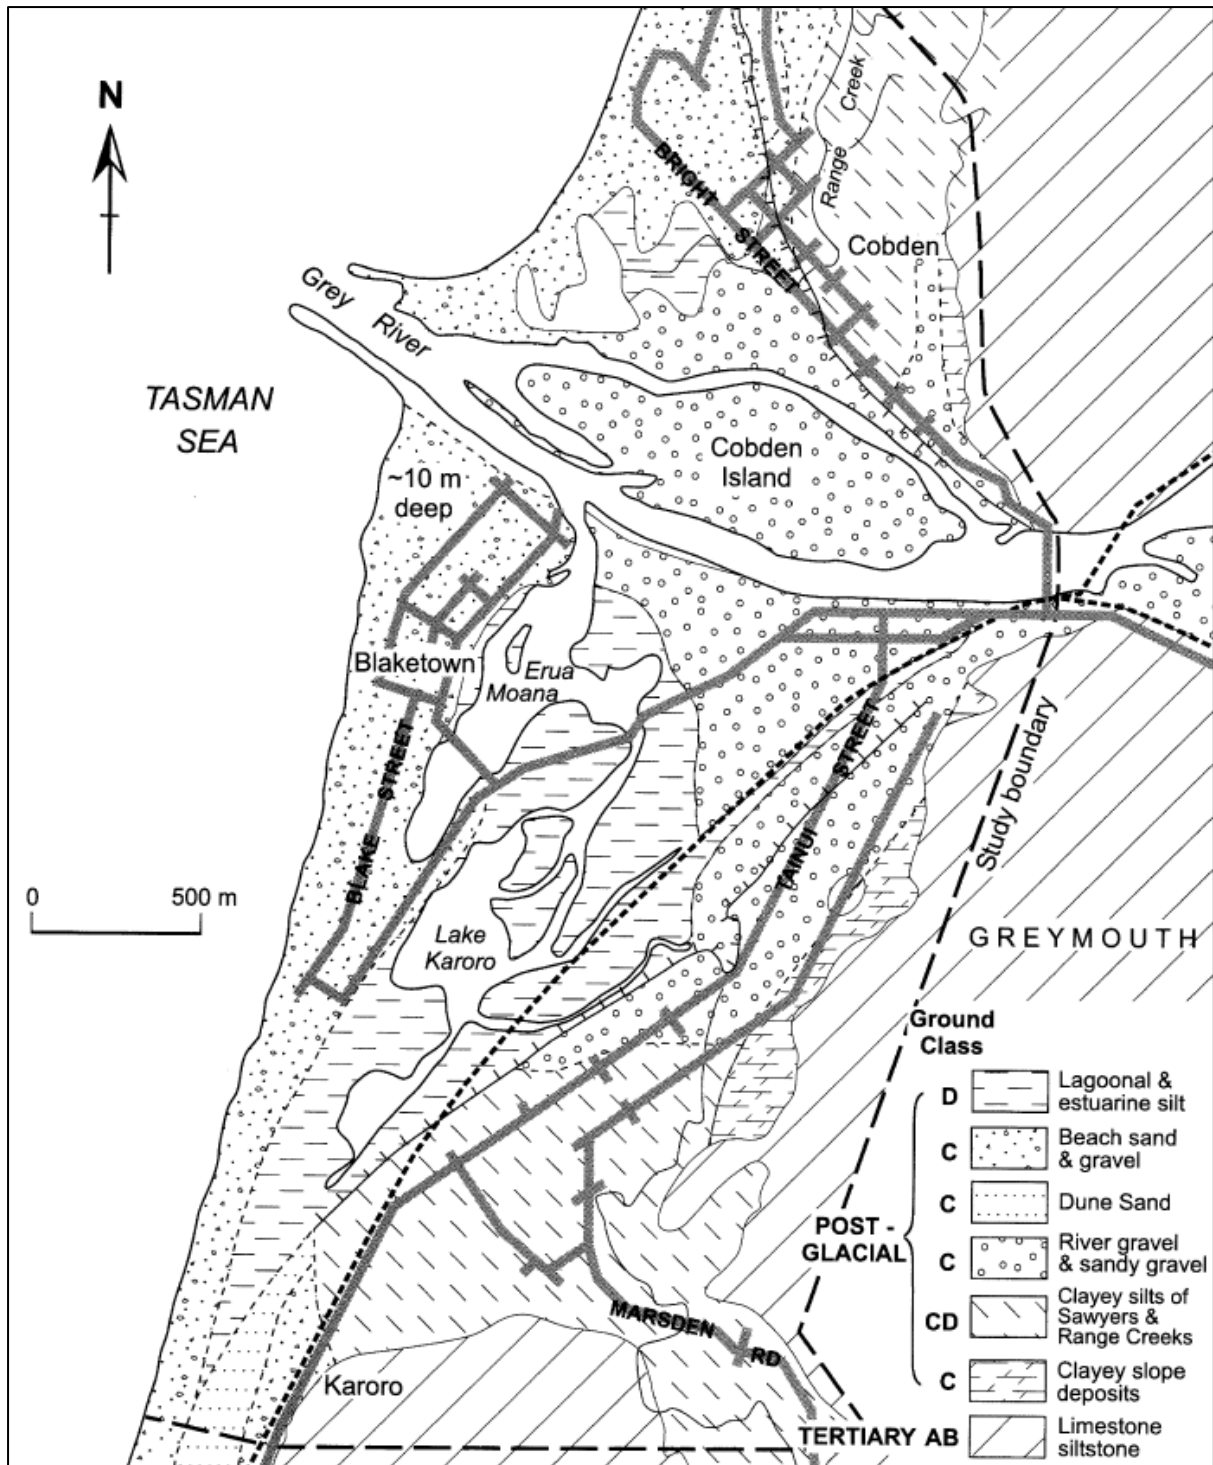 N
Creek
Range
BRIGHT
STREET
Cobden
Grey
River
TASMAN
SEA
Cobden
Island
~10 m
deep
Blaketown
Erua
Moana
STREET
BLAKE
STREET
TAINUI
Study boundary
0 500 m
Lake
Karoro
GREYMOUTH
Ground
Class
D Lagoonal &
estuarine silt
C Beach sand
& gravel
C Dune Sand
POST -
GLACIAL
C River gravel
& sandy gravel
CD Clayey silts of
Sawyers &
Range Creeks
C Clayey slope
deposits
TERTIARY AB Limestone
siltstone
MARSDEN
RD
Karoro